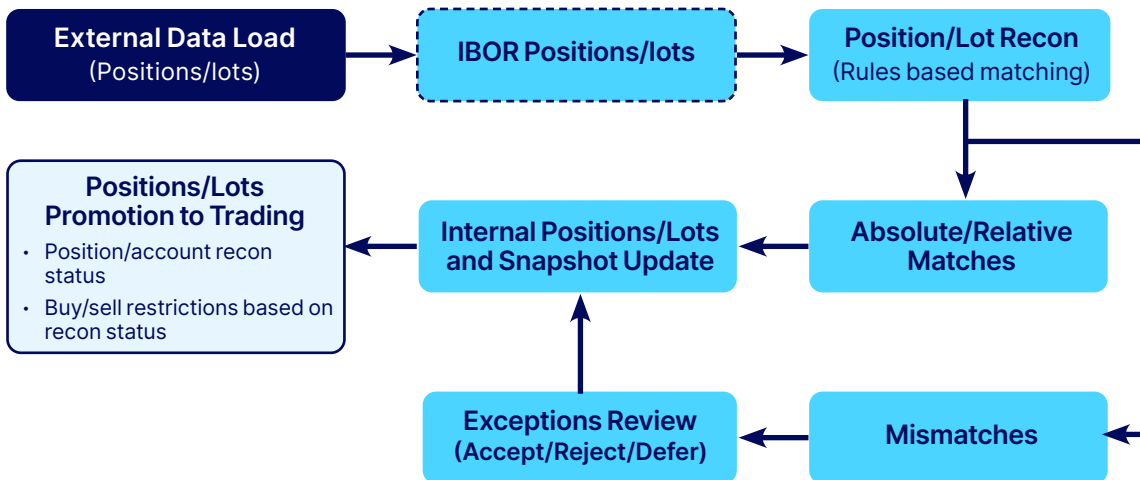 External Data Load
(Positions/lots)
IBOR Positions/lots
Position/Lot Recon
(Rules based matching)
Positions/Lots
Promotion to Trading
• Position/account recon
status
• Buy/sell restrictions based on
recon status
Internal Positions/Lots
and Snapshot Update
Absolute/Relative
Matches
Exceptions Review
(Accept/Reject/Defer)
Mismatches